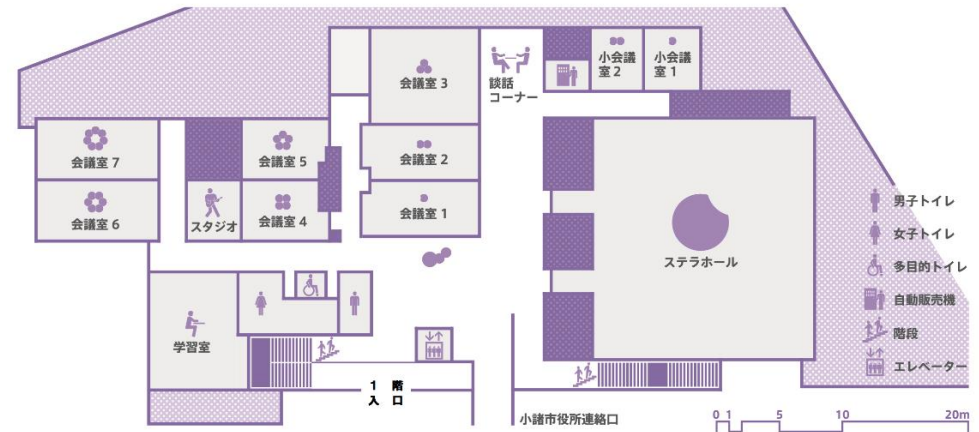 会議室 3
談話
コーナー
小会議
室 2
小会議
室 1
会議室 7
会議室 5
会議室 2
会議室 6
スタジオ
会議室 4
会議室 1
ステラホール
男子トイレ
女子トイレ
多目的トイレ
自動販売機
階段
エレベーター
学習室
1 階
入 口
小諸市役所連絡口
0 1 5 10 20m